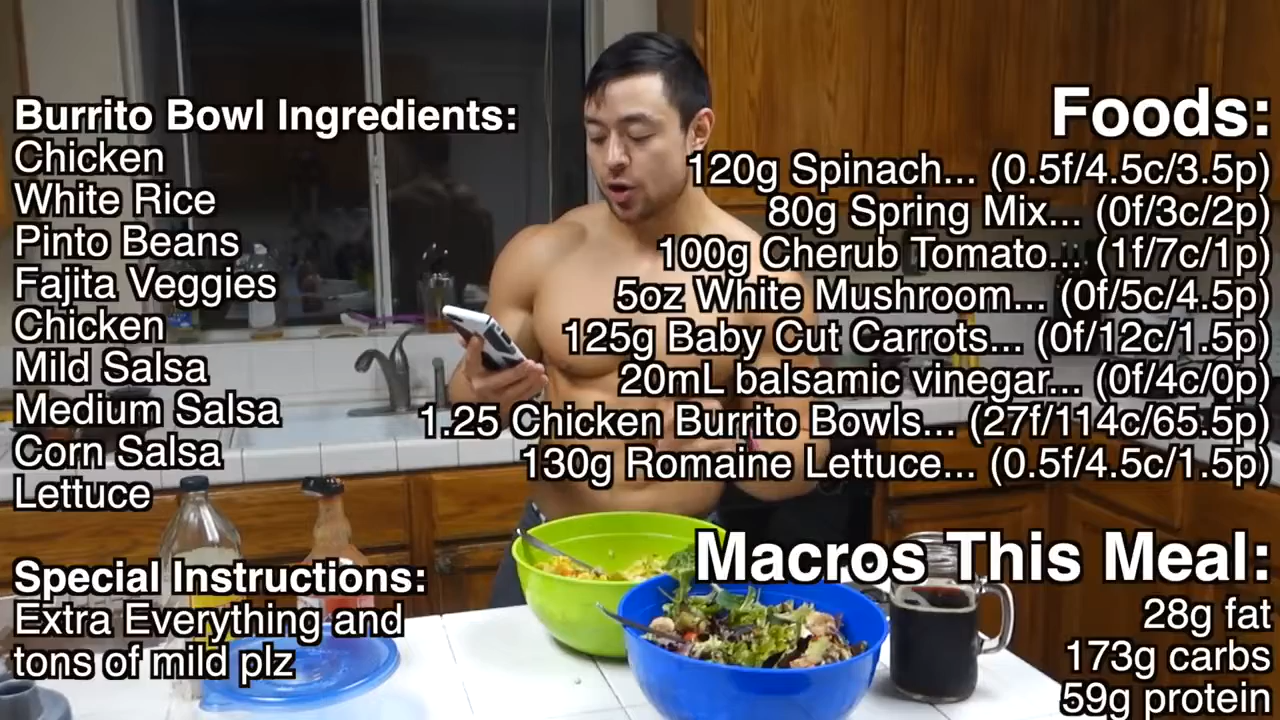 Burrito Bowl Ingredients:
Chicken
White Rice
Pinto Beans
Fajita Veggies
Chicken
Mild Salsa
Medium Salsa
Corn Salsa
Lettuce
Special Instructions:
Extra Everything and
tons of mild plz
Foods:
120g Spinach... (0.5f/4.5c/3.5p)
80g Spring Mix... (0f/3c/2p)
100g Cherub Tomato... (1f/7c/1p)
5oz White Mushroom... (0f/5c/4.5p)
125g Baby Cut Carrots... (0f/12c/1.5p)
20mL balsamic vinegar... (0f/4c/0p)
1.25 Chicken Burrito Bowls... (27f/114c/65.5p)
130g Romaine Lettuce... (0.5f/4.5c/1.5p)
Macros This Meal:
28g fat
173g carbs
59g protein